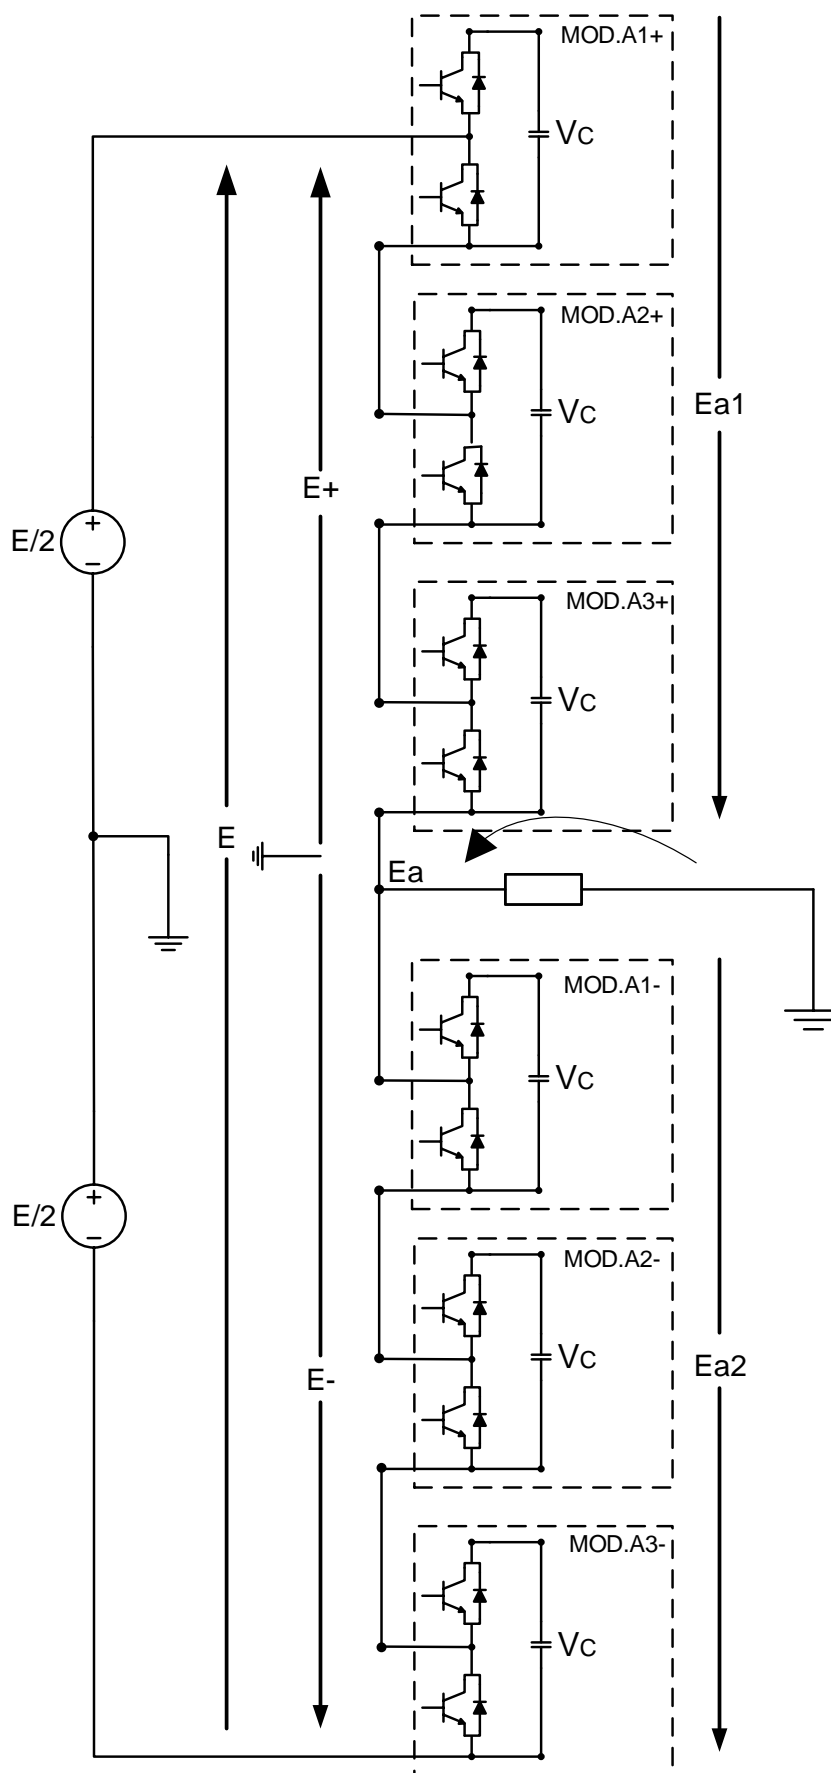 MOD.A1+
VC
MOD.A2+
VC
Ea1
E+
E/2
+
−
MOD.A3+
VC
E
Ea
MOD.A1-
VC
E/2
+
−
MOD.A2-
VC
Ea2
E-
MOD.A3-
VC